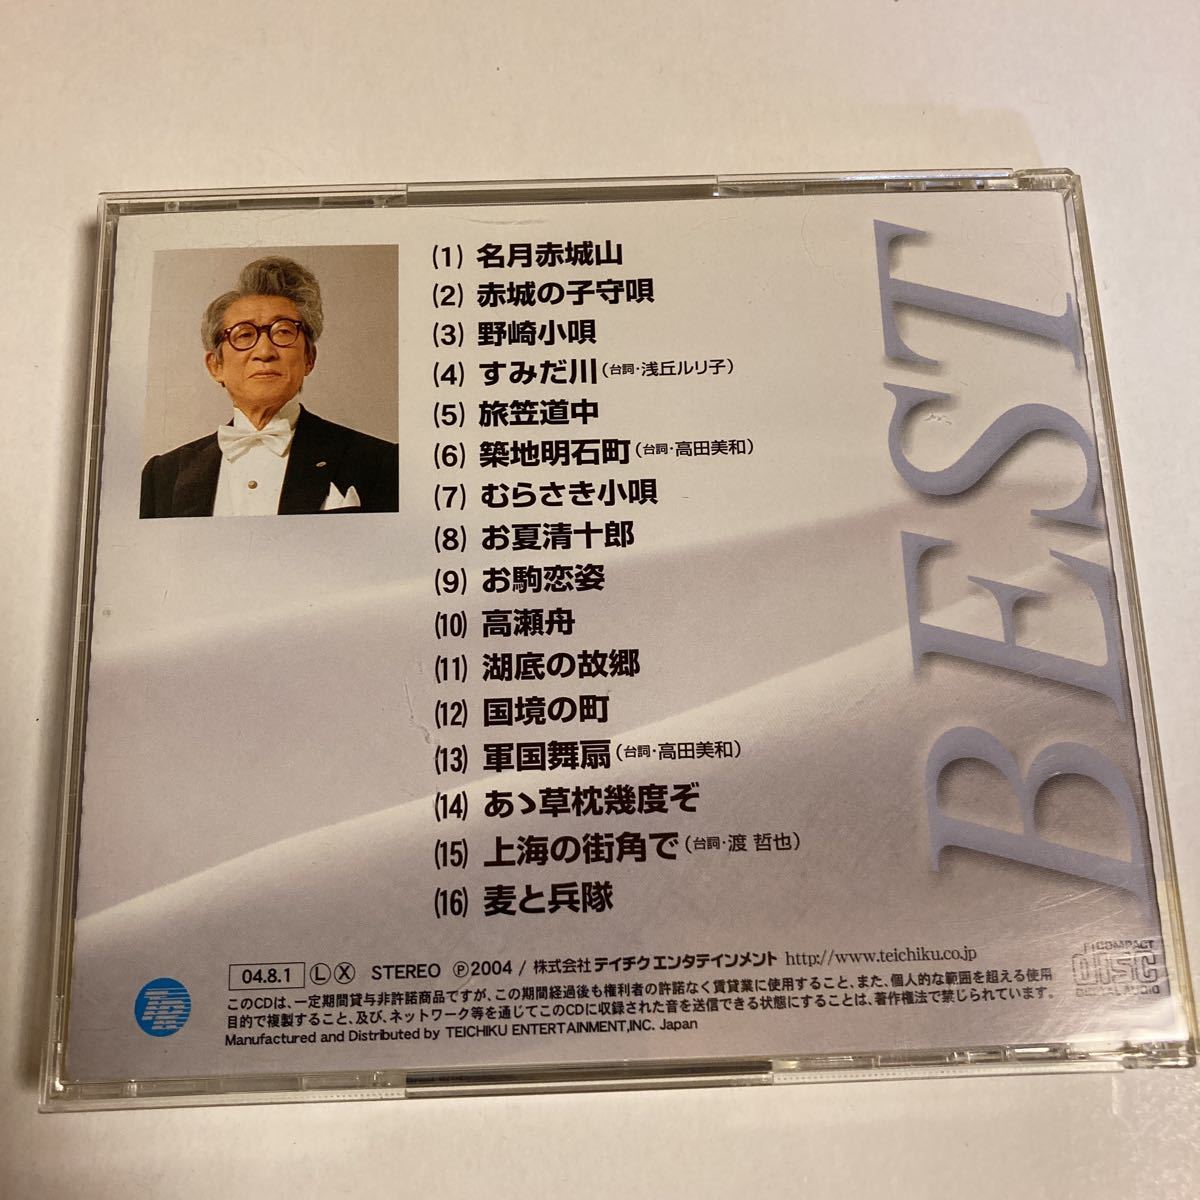 (1) 名月赤城山
(2) 赤城の子守唄
(3) 野崎小唄
(4) すみだ川(台詞・浅丘ルリ子)
(5) 旅笠道中
(6) 築地明石町(台詞・高田美和)
(7) むらさき小唄
(8) お夏清十郎
(9) お駒恋姿
(10) 高瀬舟
(11) 湖底の故郷
(12) 国境の町
(13) 軍国舞扇(台詞・高田美和)
(14) あゝ草枕幾度ぞ
(15) 上海の街角で(台詞・渡 哲也)
(16) 麦と兵隊
BEST
04.8.1 Ⓛ Ⓧ STEREO ℗2004 / 株式会社テイチクエンタテインメント http://www.teichiku.co.jp
このCDは、一定期間貸与非許諾商品ですが、この期間経過後も権利者の許諾なく賃貸業に使用すること、また、個人的な範囲を超える使用
目的で複製すること、及び、ネットワーク等を通じてこのCDに収録された音を送信できる状態にすることは、著作権法で禁じられています。
Manufactured and Distributed by TEICHIKU ENTERTAINMENT,INC. Japan
COMPACT
disc
DIGITAL AUDIO